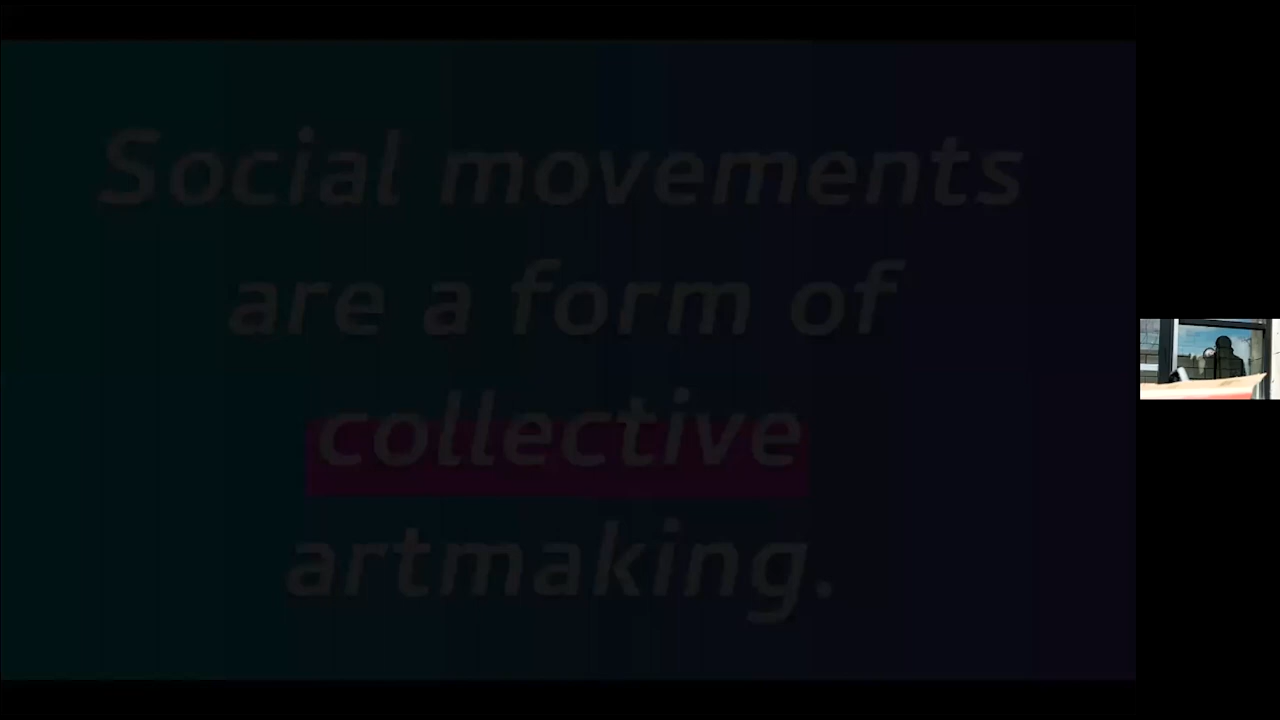 Social movements
are a form of
collective
artmaking.